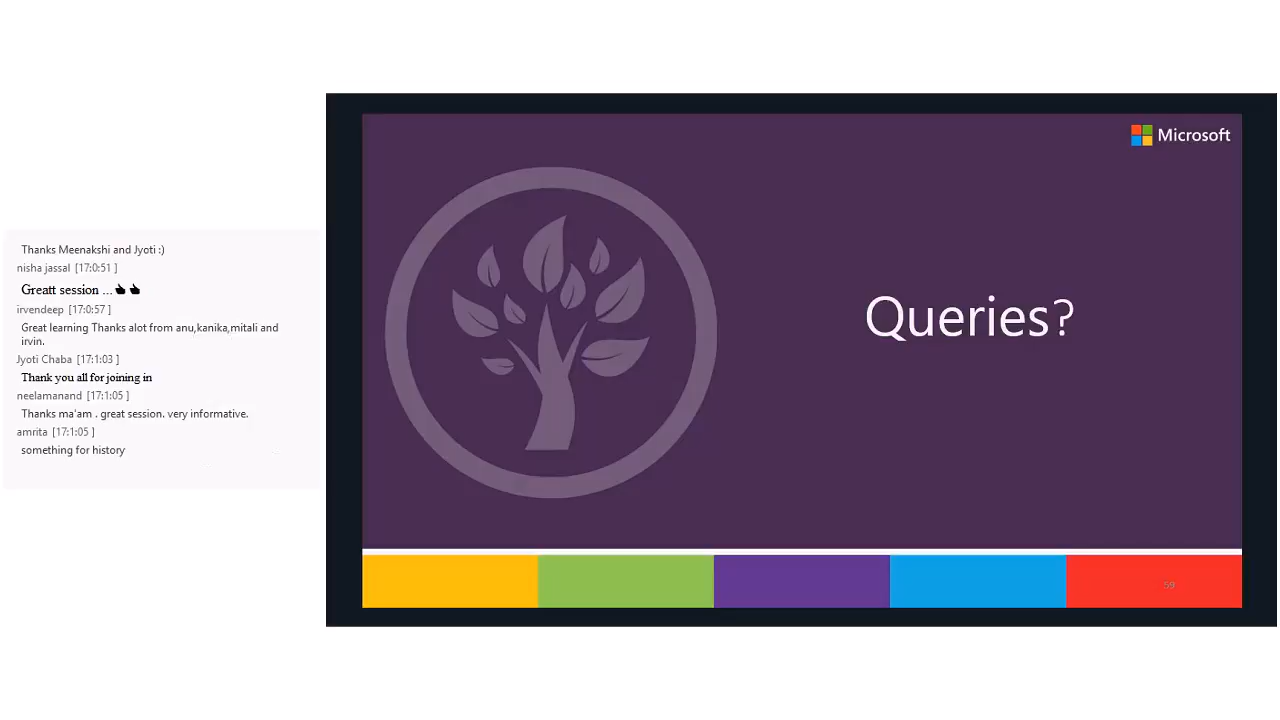 Thanks Meenakshi and Jyoti :)
nisha jassal [17:0:51 ]
Greatt session ...
irvendeep [17:0:57 ]
Great learning Thanks alot from anu,kanika,mitali and
irvin.
Jyoti Chaba [17:1:03 ]
Thank you all for joining in
neelamanand [17:1:05 ]
Thanks ma'am . great session. very informative.
amrita [17:1:05 ]
something for history
Microsoft
Queries?
59